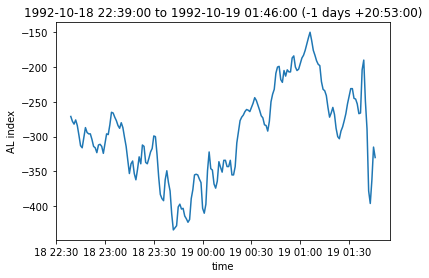 1992-10-18 22:39:00 to 1992-10-19 01:46:00 (-1 days +20:53:00)
−150
−200
−250
−300
−350
−400
AL index
18 22:30 18 23:00 18 23:30 19 00:00 19 00:30 19 01:00 19 01:30
time